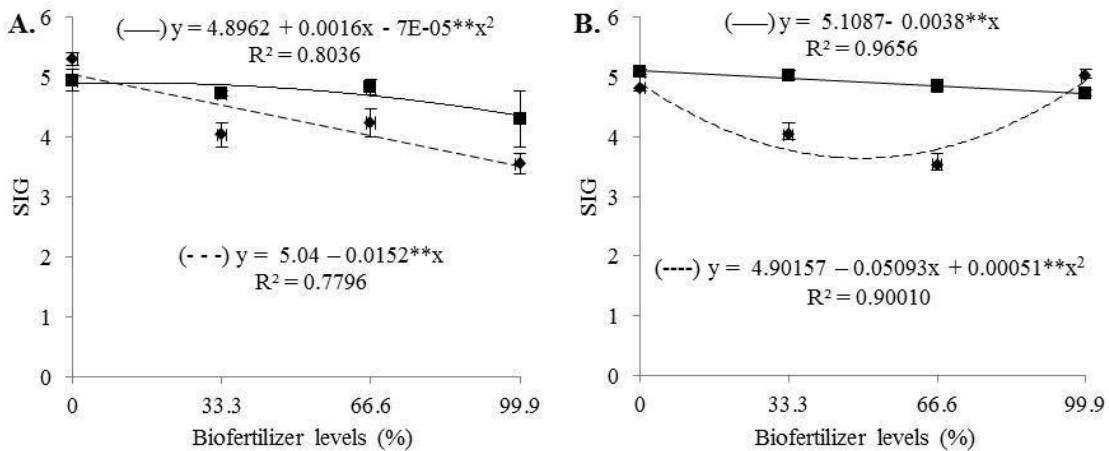 A.
(——) y = 4.8962 + 0.0016x - 7E-05**x²
R² = 0.8036
6
5
4
3
2
1
0
SIG
(- - -) y = 5.04 – 0.0152**x
R² = 0.7796
0 33.3 66.6 99.9
Biofertilizer levels (%)
B.
(——) y = 5.1087- 0.0038**x
R² = 0.9656
6
5
4
3
2
1
0
SIG
(----) y = 4.90157 – 0.05093x + 0.00051**x²
R² = 0.90010
0 33.3 66.6 99.9
Biofertilizer levels (%)